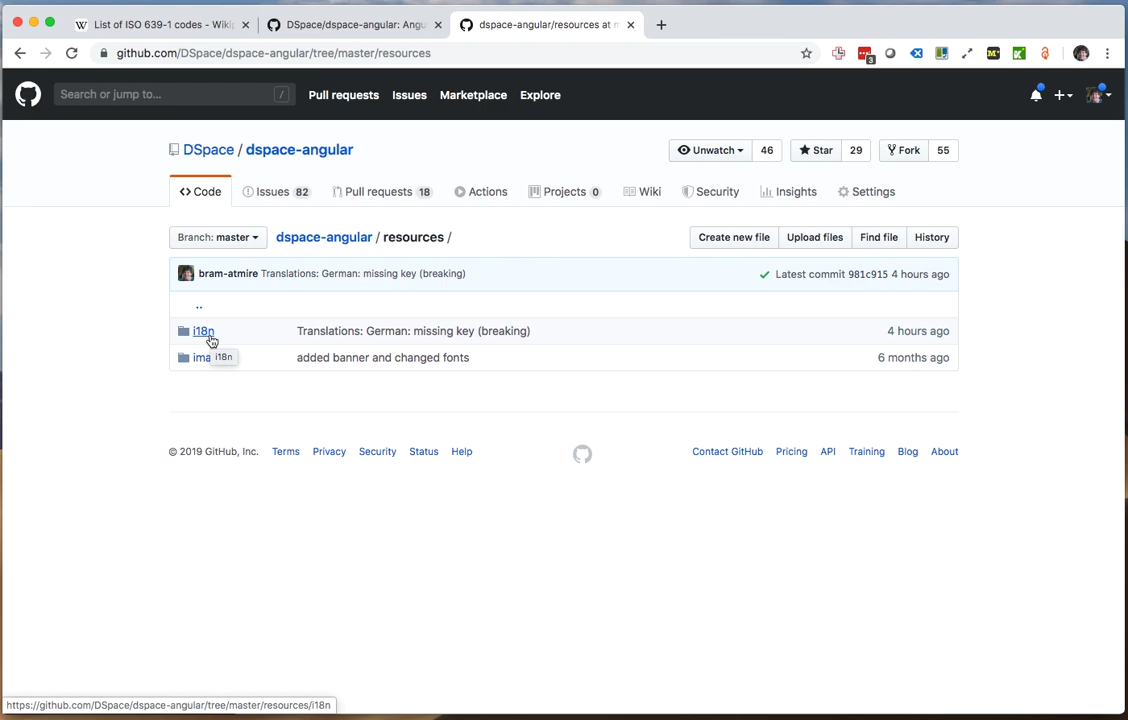 List of ISO 639-1 codes - Wiki
DSpace/dspace-angular: Angu
dspace-angular/resources at m
github.com/DSpace/dspace-angular/tree/master/resources
3
Search or jump to... /
Pull requests Issues Marketplace Explore
DSpace / dspace-angular
Unwatch 46 Star 29 Fork 55
Code Issues 82 Pull requests 18 Actions Projects 0 Wiki Security Insights Settings
Branch: master dspace-angular / resources / Create new file Upload files Find file History
bram-atmire Translations: German: missing key (breaking) Latest commit 981c915 4 hours ago
..
i18n Translations: German: missing key (breaking) 4 hours ago
ima i18n added banner and changed fonts 6 months ago
© 2019 GitHub, Inc. Terms Privacy Security Status Help Contact GitHub Pricing API Training Blog About
https://github.com/DSpace/dspace-angular/tree/master/resources/i18n